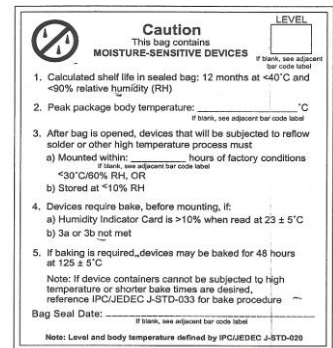 LEVEL
Caution
This bag contains
MOISTURE-SENSITIVE DEVICES
If blank, see adjacent
bar code label
1. Calculated shelf life in sealed bag: 12 months at <40°C and
<90% relative humidity (RH)
2. Peak package body temperature: ____________ °C
If blank, see adjacent bar code label
3. After bag is opened, devices that will be subjected to reflow
solder or other high temperature process must
a) Mounted within: ________ hours of factory conditions
If blank, see adjacent bar code label
<30°C/60% RH, OR
b) Stored at <10% RH
4. Devices require bake, before mounting, if:
a) Humidity Indicator Card is >10% when read at 23 ± 5°C
b) 3a or 3b not met
5. If baking is required, devices may be baked for 48 hours
at 125 ± 5°C
Note: If device containers cannot be subjected to high
temperature or shorter bake times are desired,
reference IPC/JEDEC J-STD-033 for bake procedure
Bag Seal Date: ____________
If blank, see adjacent bar code label
Note: Level and body temperature defined by IPC/JEDEC J-STD-020